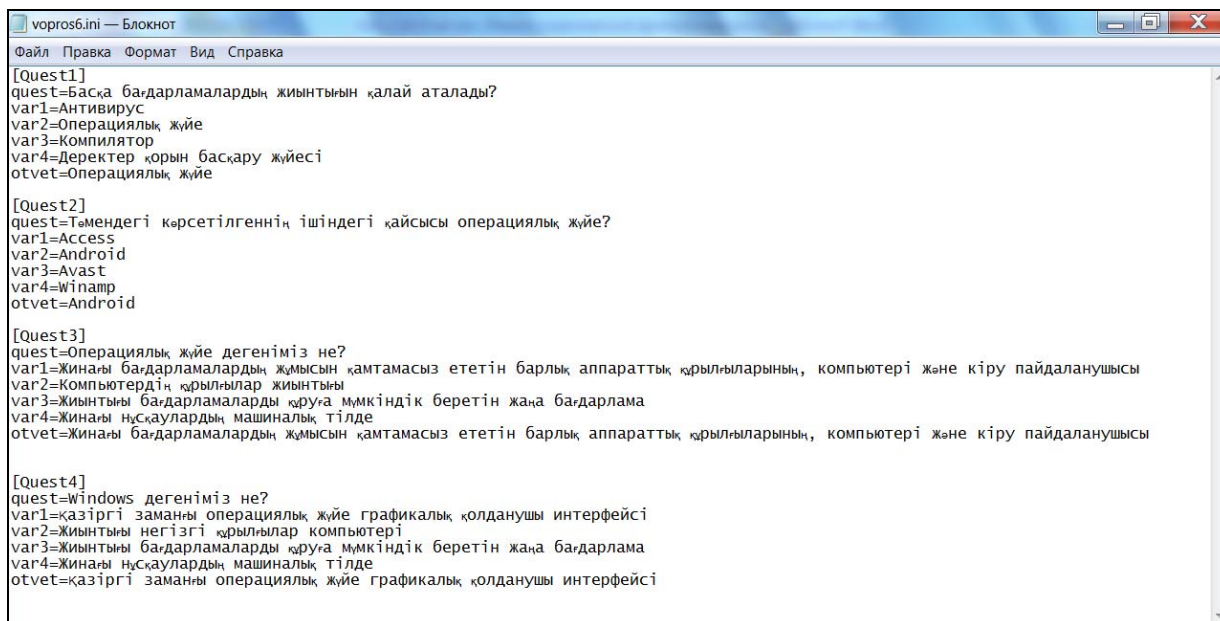 vopros6.ini — Блокнот
Файл Правка Формат Вид Справка
[Quest1]
quest=Басқа бағдарламалардың жиынтығын қалай аталады?
var1=Антивирус
var2=Операциялық жүйе
var3=Компилятор
var4=Деректер қорын басқару жүйесі
otvet=Операциялық жүйе
[Quest2]
quest=Төмендегі көрсетілгеннің ішіндегі қайсысы операциялық жүйе?
var1=Access
var2=Android
var3=Avast
var4=Winamp
otvet=Android
[Quest3]
quest=Операциялық жүйе дегеніміз не?
var1=Жинағы бағдарламалардың жұмысын қамтамасыз ететін барлық аппараттық құрылғыларының, компьютері және кіру пайдаланушысы
var2=Компьютердің құрылғылар жиынтығы
var3=Жиынтығы бағдарламаларды құруға мүмкіндік беретін жаңа бағдарлама
var4=Жинағы нұсқаулардың машиналық тілде
otvet=Жинағы бағдарламалардың жұмысын қамтамасыз ететін барлық аппараттық құрылғыларының, компьютері және кіру пайдаланушысы
[Quest4]
quest=Windows дегеніміз не?
var1=қазіргі заманғы операциялық жүйе графикалық қолданушы интерфейсі
var2=Жиынтығы негізгі құрылғылар компьютері
var3=Жиынтығы бағдарламаларды құруға мүмкіндік беретін жаңа бағдарлама
var4=Жинағы нұсқаулардың машиналық тілде
otvet=қазіргі заманғы операциялық жүйе графикалық қолданушы интерфейсі